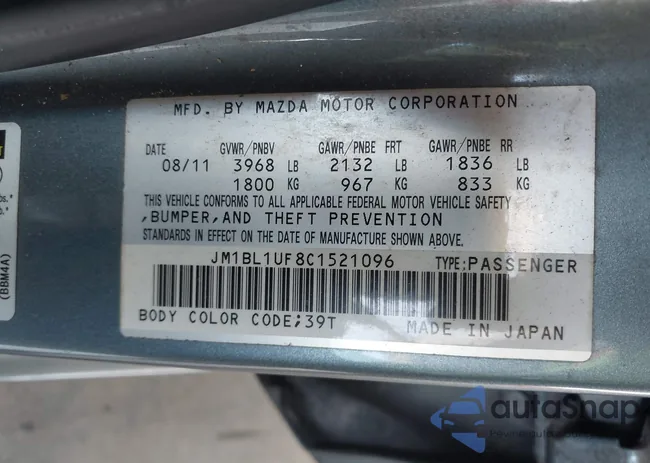 MFD. BY MAZDA MOTOR CORPORATION
DATE GVWR/PNBV GAWR/PNBE FRT GAWR/PNBE RR
08/11 3968 LB 2132 LB 1836 LB
1800 KG 967 KG 833 KG
THIS VEHICLE CONFORMS TO ALL APPLICABLE FEDERAL MOTOR VEHICLE SAFETY
,BUMPER,AND THEFT PREVENTION
STANDARDS IN EFFECT ON THE DATE OF MANUFACTURE SHOWN ABOVE.
JM1BL1UF8C1521096 TYPE:PASSENGER
BODY COLOR CODE;39T MADE IN JAPAN
(BBM4A)
autoSnap